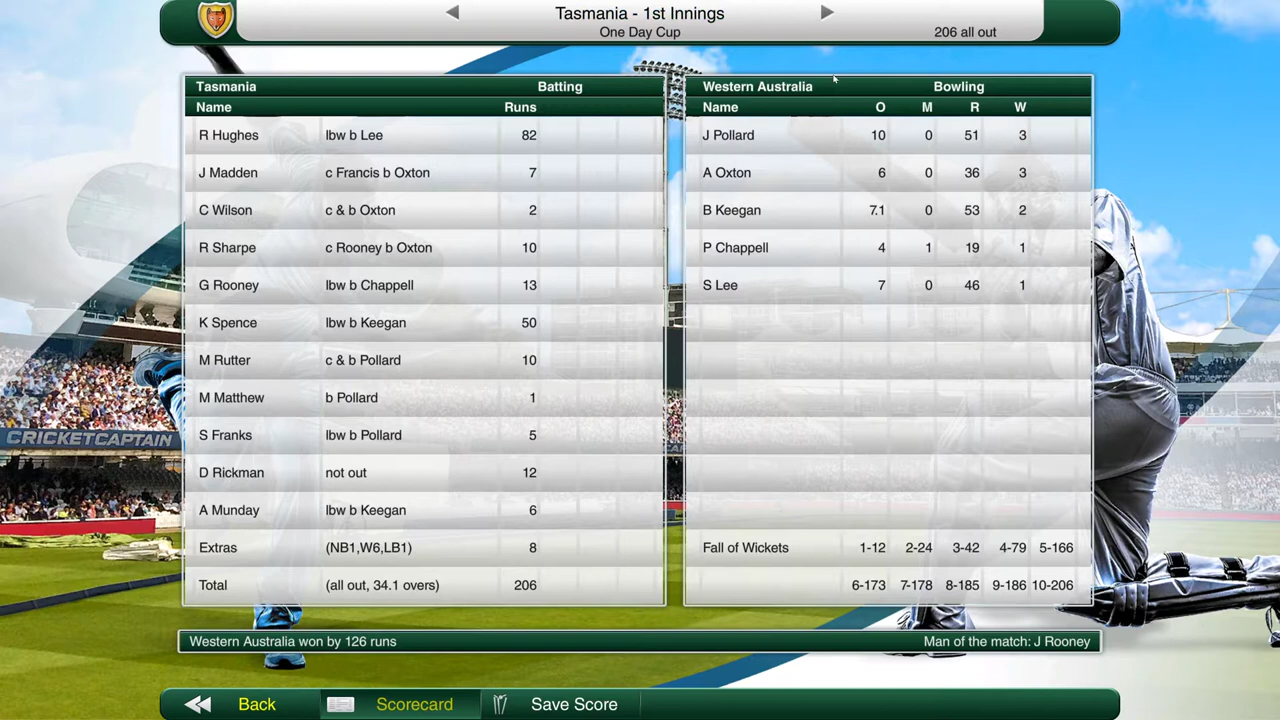 Tasmania - 1st Innings
One Day Cup
206 all out
Tasmania Batting
Name Runs
R Hughes lbw b Lee 82
J Madden c Francis b Oxton 7
C Wilson c & b Oxton 2
R Sharpe c Rooney b Oxton 10
G Rooney lbw b Chappell 13
K Spence lbw b Keegan 50
M Rutter c & b Pollard 10
M Matthew b Pollard 1
S Franks lbw b Pollard 5
D Rickman not out 12
A Munday lbw b Keegan 6
Extras (NB1,W6,LB1) 8
Total (all out, 34.1 overs) 206
Western Australia Bowling
Name O M R W
J Pollard 10 0 51 3
A Oxton 6 0 36 3
B Keegan 7.1 0 53 2
P Chappell 4 1 19 1
S Lee 7 0 46 1
Fall of Wickets 1-12 2-24 3-42 4-79 5-166
6-173 7-178 8-185 9-186 10-206
CRICKETCAPTAIN
Western Australia won by 126 runs
Man of the match: J Rooney
Back
Scorecard
Save Score